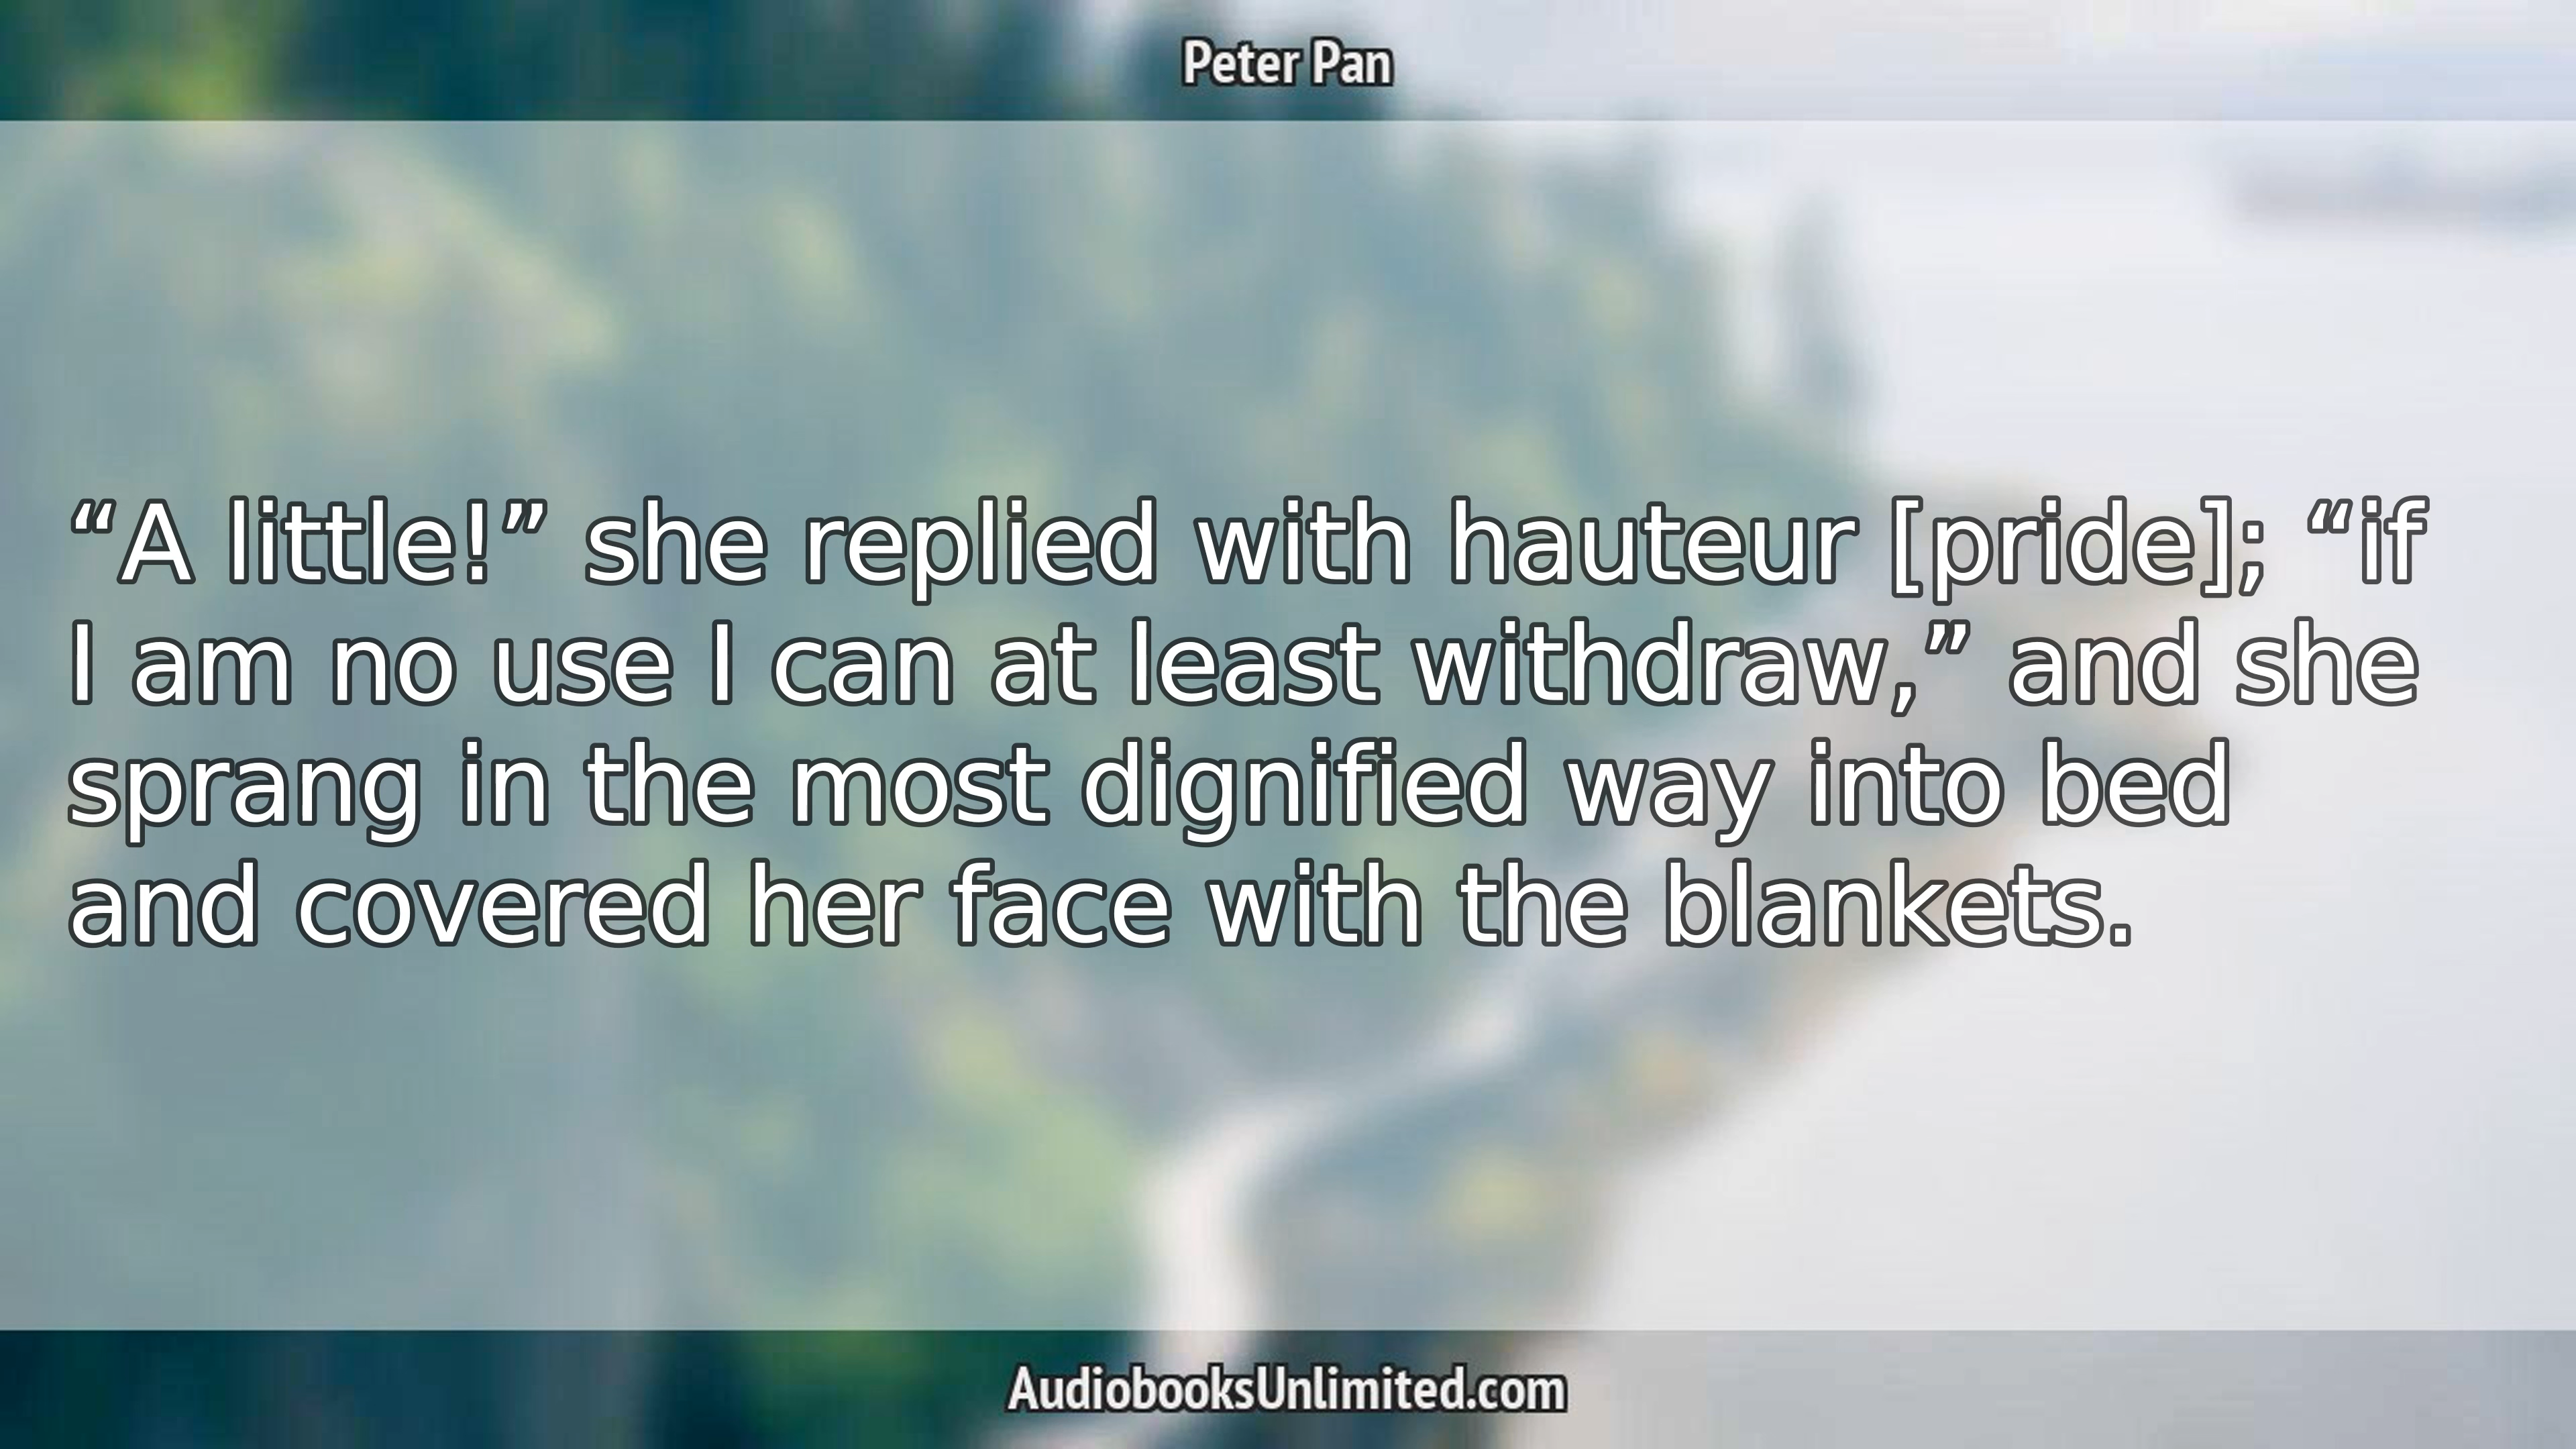 Peter Pan
“A little!” she replied with hauteur [pride]; “if
I am no use I can at least withdraw,” and she
sprang in the most dignified way into bed
and covered her face with the blankets.
AudiobooksUnlimited.com